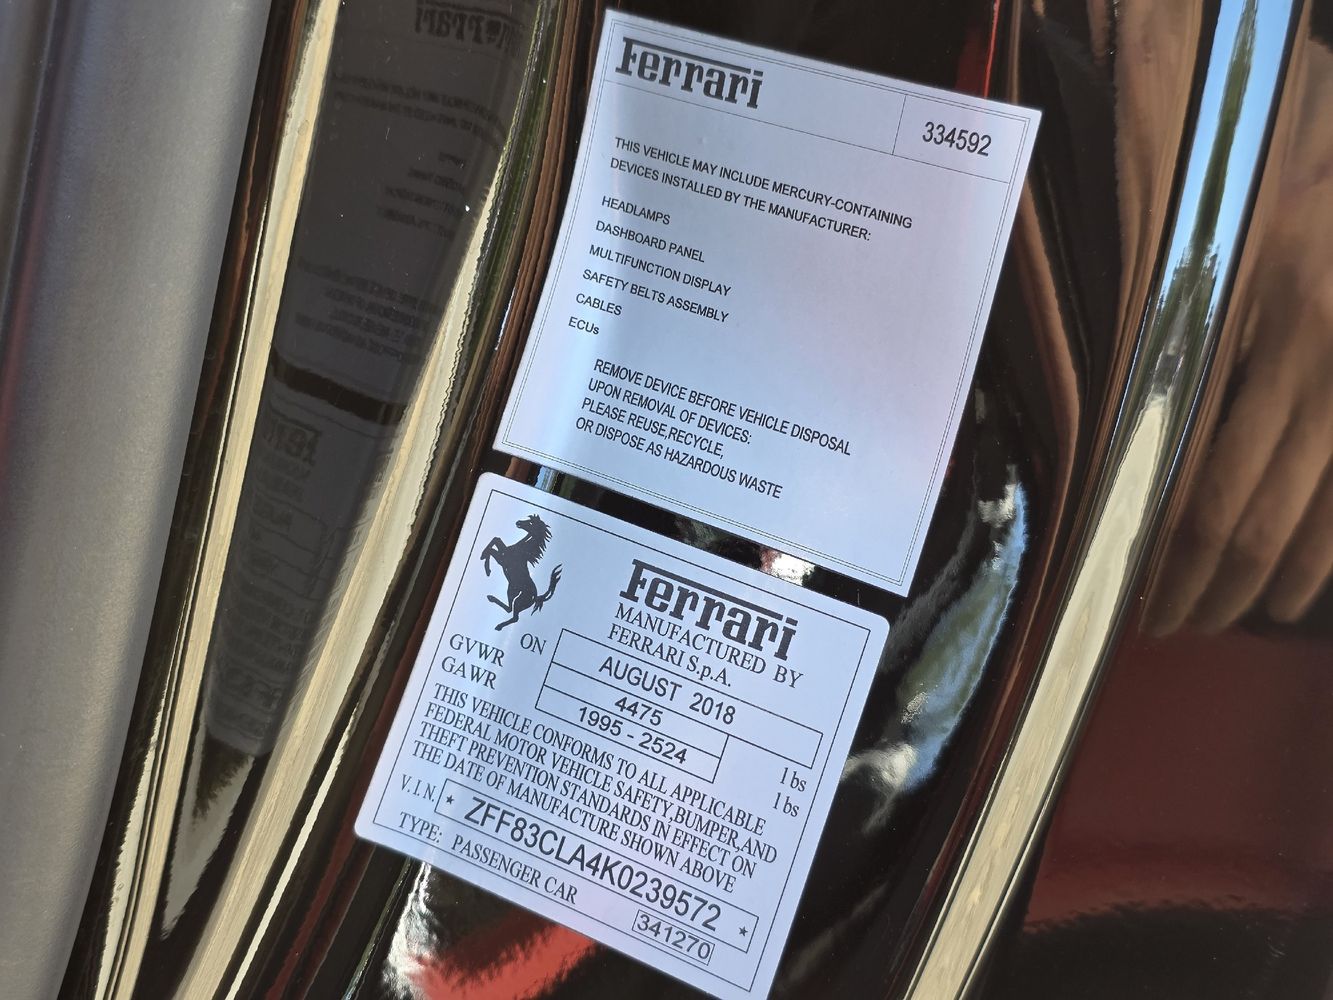 Ferrari
334592
THIS VEHICLE MAY INCLUDE MERCURY-CONTAINING
DEVICES INSTALLED BY THE MANUFACTURER:
HEADLAMPS
DASHBOARD PANEL
MULTIFUNCTION DISPLAY
SAFETY BELTS ASSEMBLY
CABLES
ECUs
REMOVE DEVICE BEFORE VEHICLE DISPOSAL
UPON REMOVAL OF DEVICES:
PLEASE REUSE,RECYCLE,
OR DISPOSE AS HAZARDOUS WASTE
Ferrari
MANUFACTURED BY
FERRARI S.p.A.
ON AUGUST 2018
GVWR 4475 lbs
GAWR 1995 - 2524 lbs
THIS VEHICLE CONFORMS TO ALL APPLICABLE
FEDERAL MOTOR VEHICLE SAFETY,BUMPER,AND
THEFT PREVENTION STANDARDS IN EFFECT ON
THE DATE OF MANUFACTURE SHOWN ABOVE
V.I.N. * ZFF83CLA4K0239572 *
TYPE: PASSENGER CAR 341270